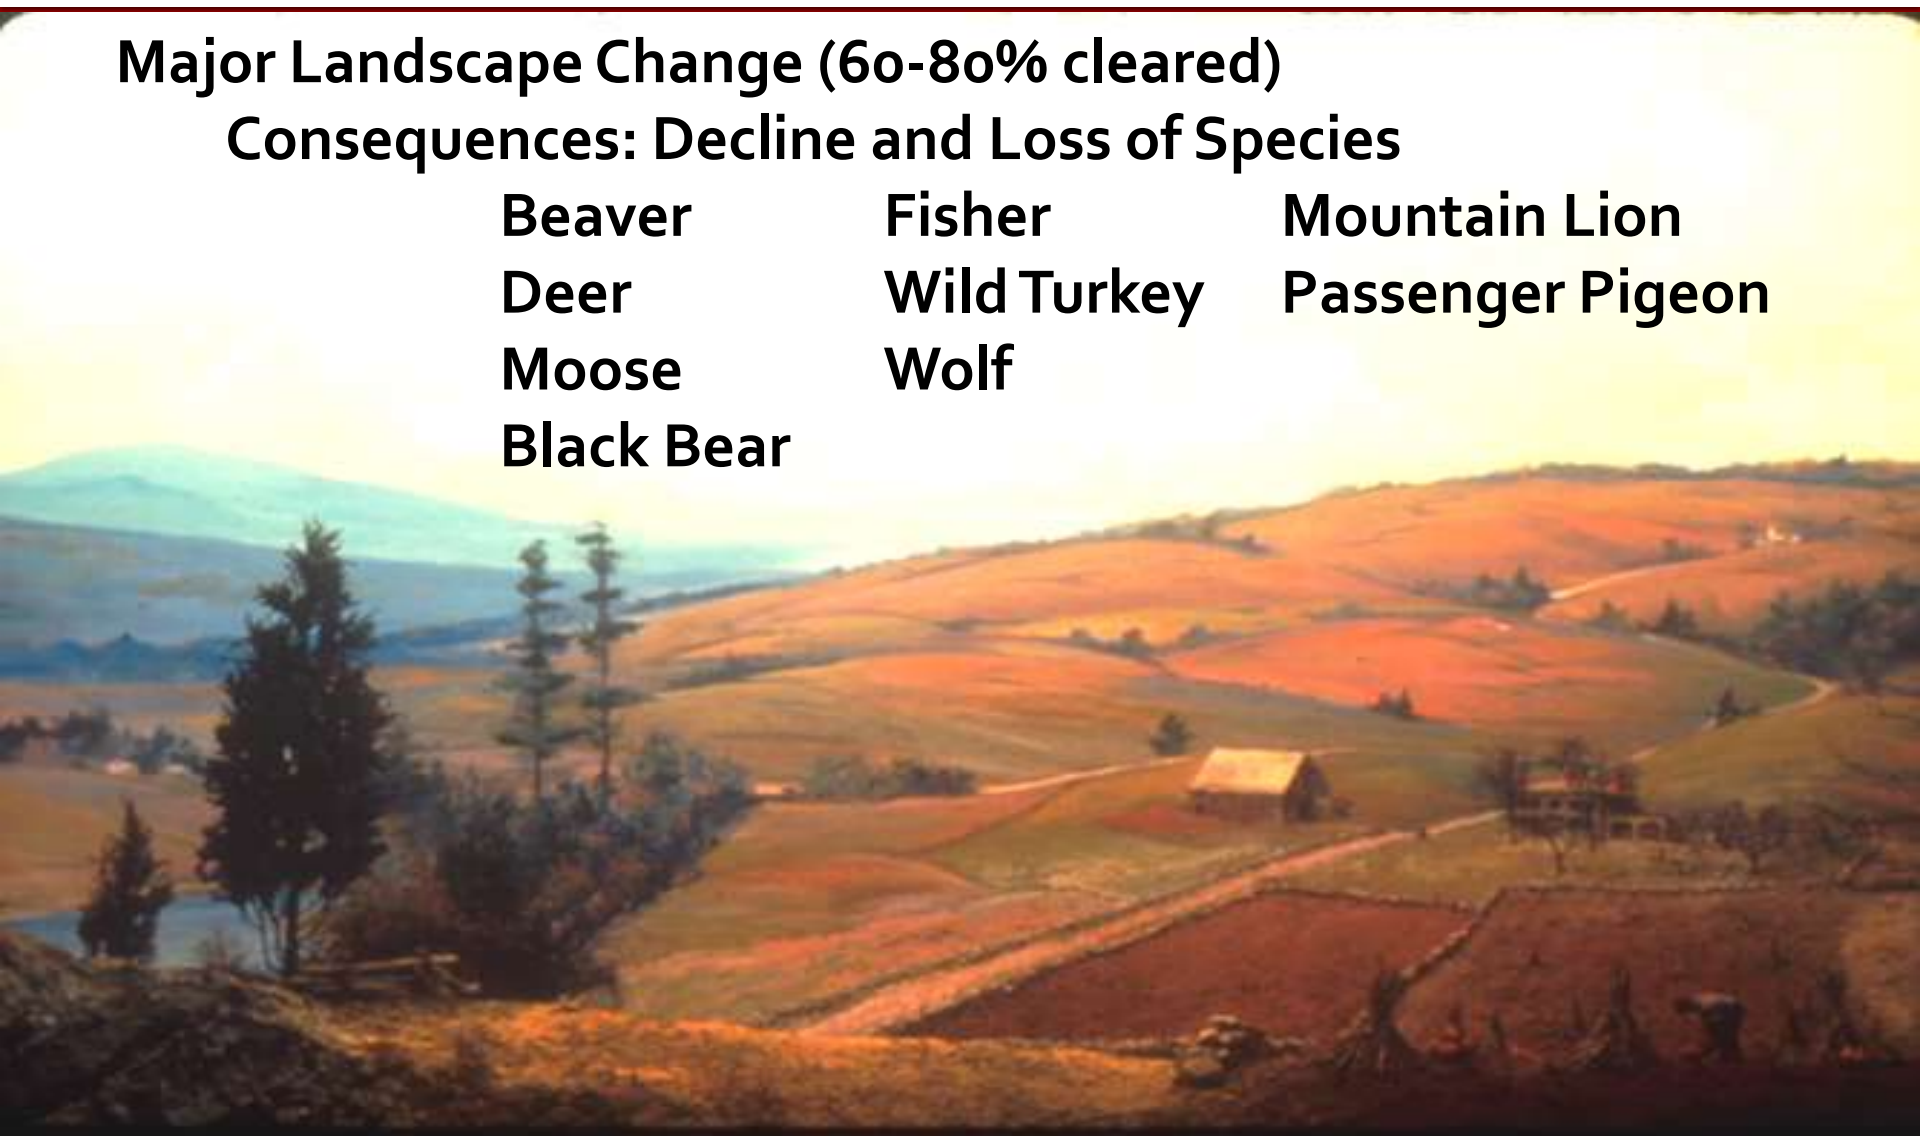 Major Landscape Change (60-80% cleared)
Consequences: Decline and Loss of Species
Beaver Fisher Mountain Lion
Deer Wild Turkey Passenger Pigeon
Moose Wolf
Black Bear